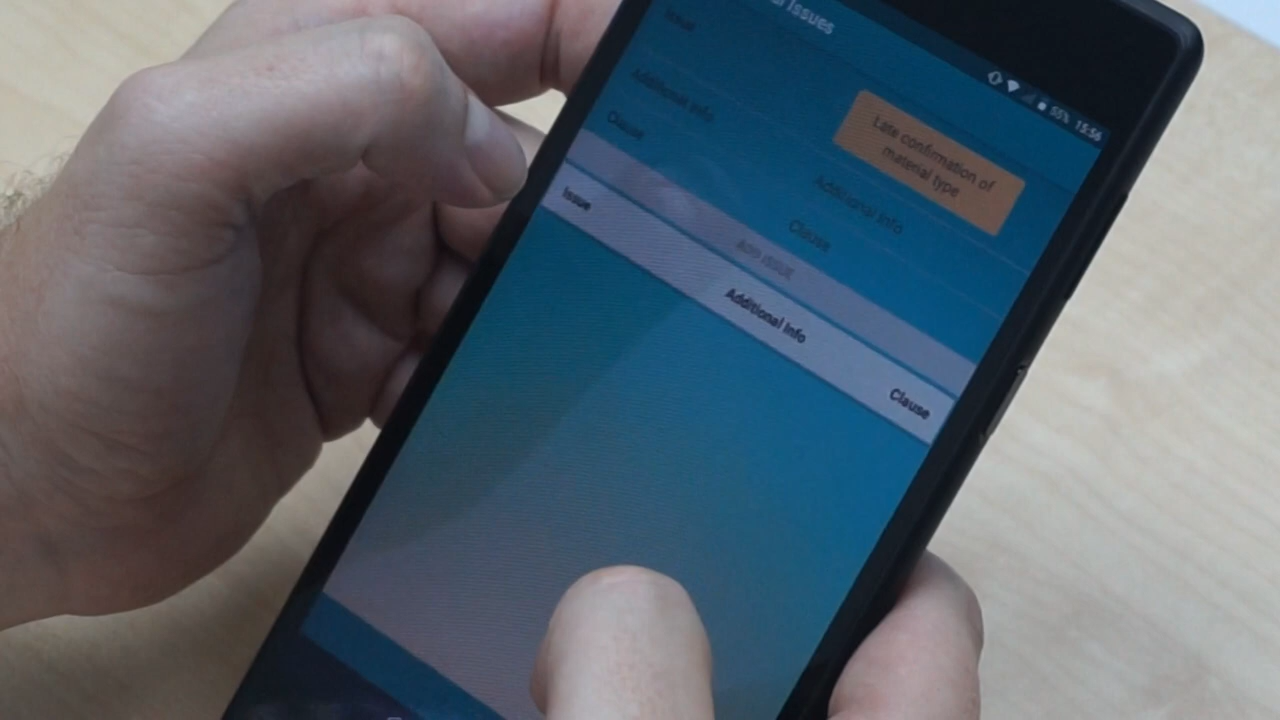 Issues
55% 15:56
Issue
Late confirmation of
material type
Additional Info
Additional Info
Clause
Clause
ADD ISSUE
Issue
Additional Info
Clause